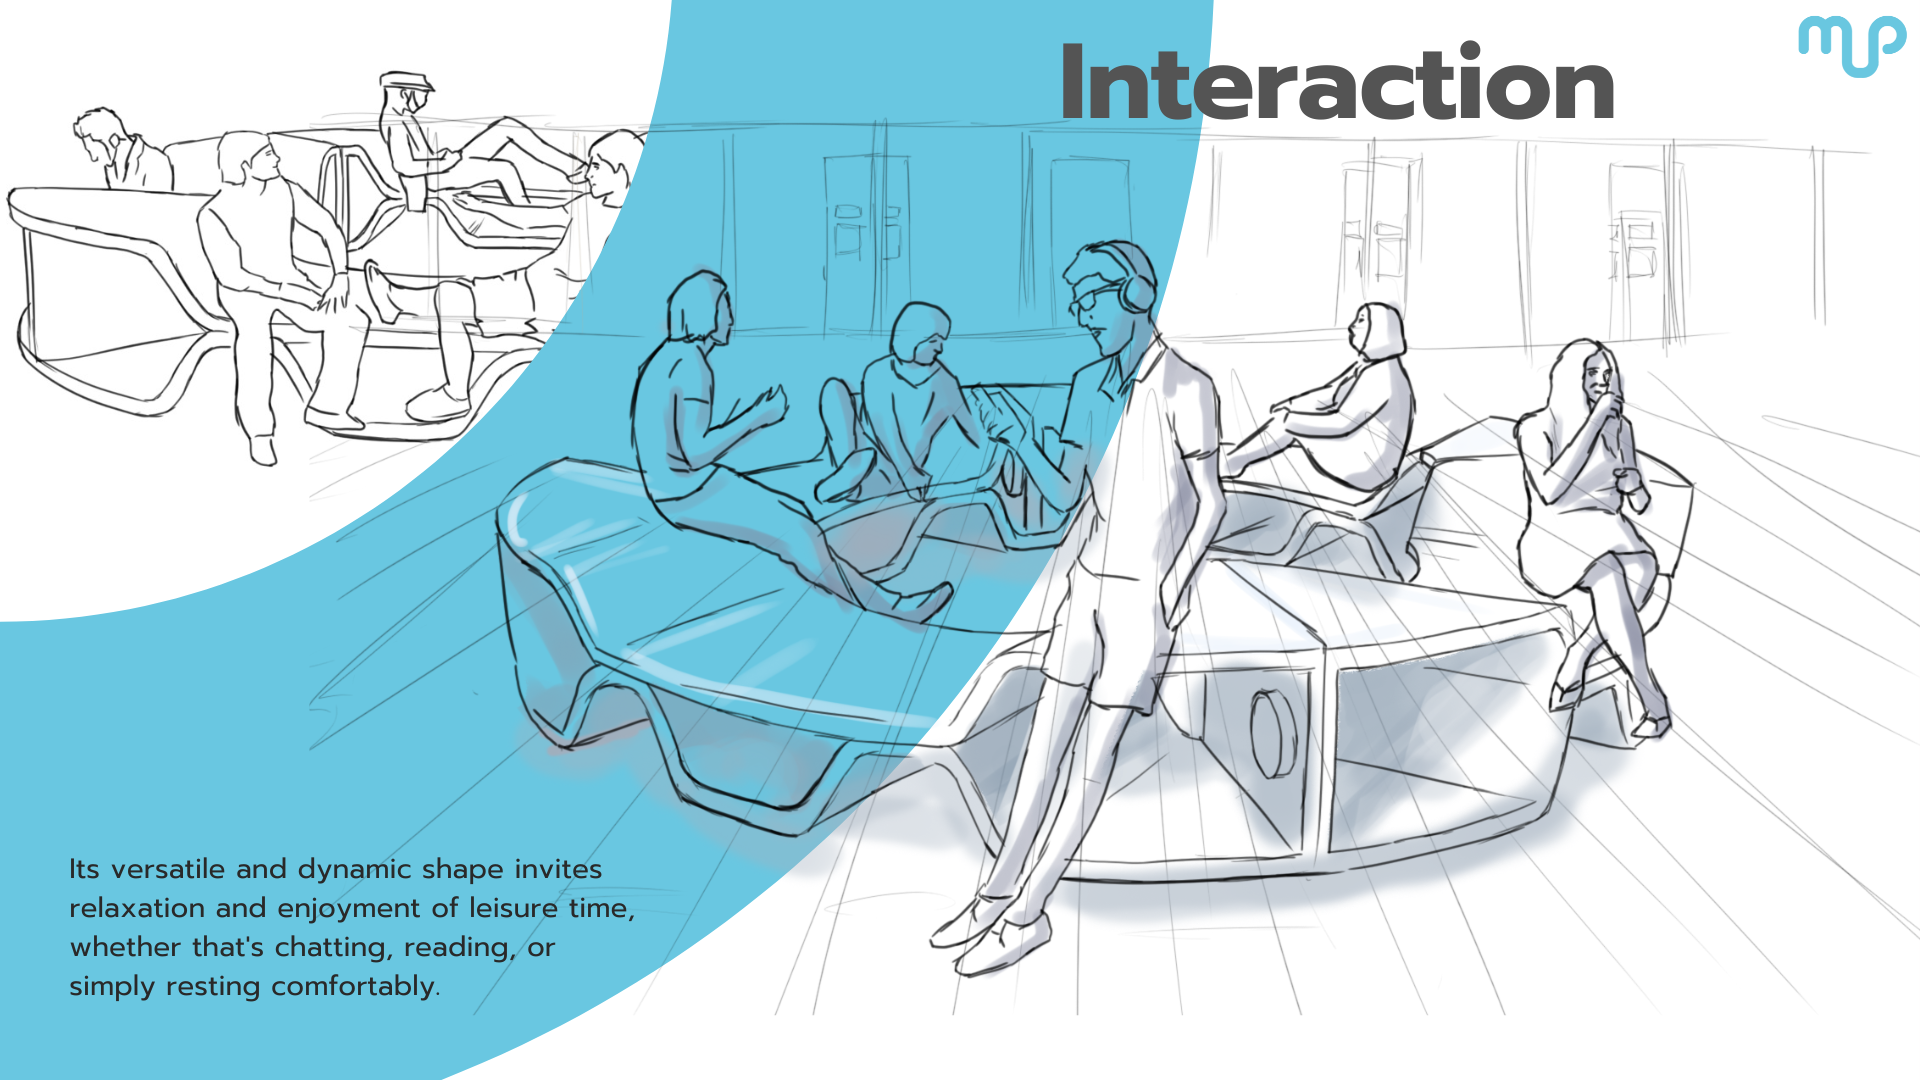 Interaction
mup
Its versatile and dynamic shape invites
relaxation and enjoyment of leisure time,
whether that's chatting, reading, or
simply resting comfortably.